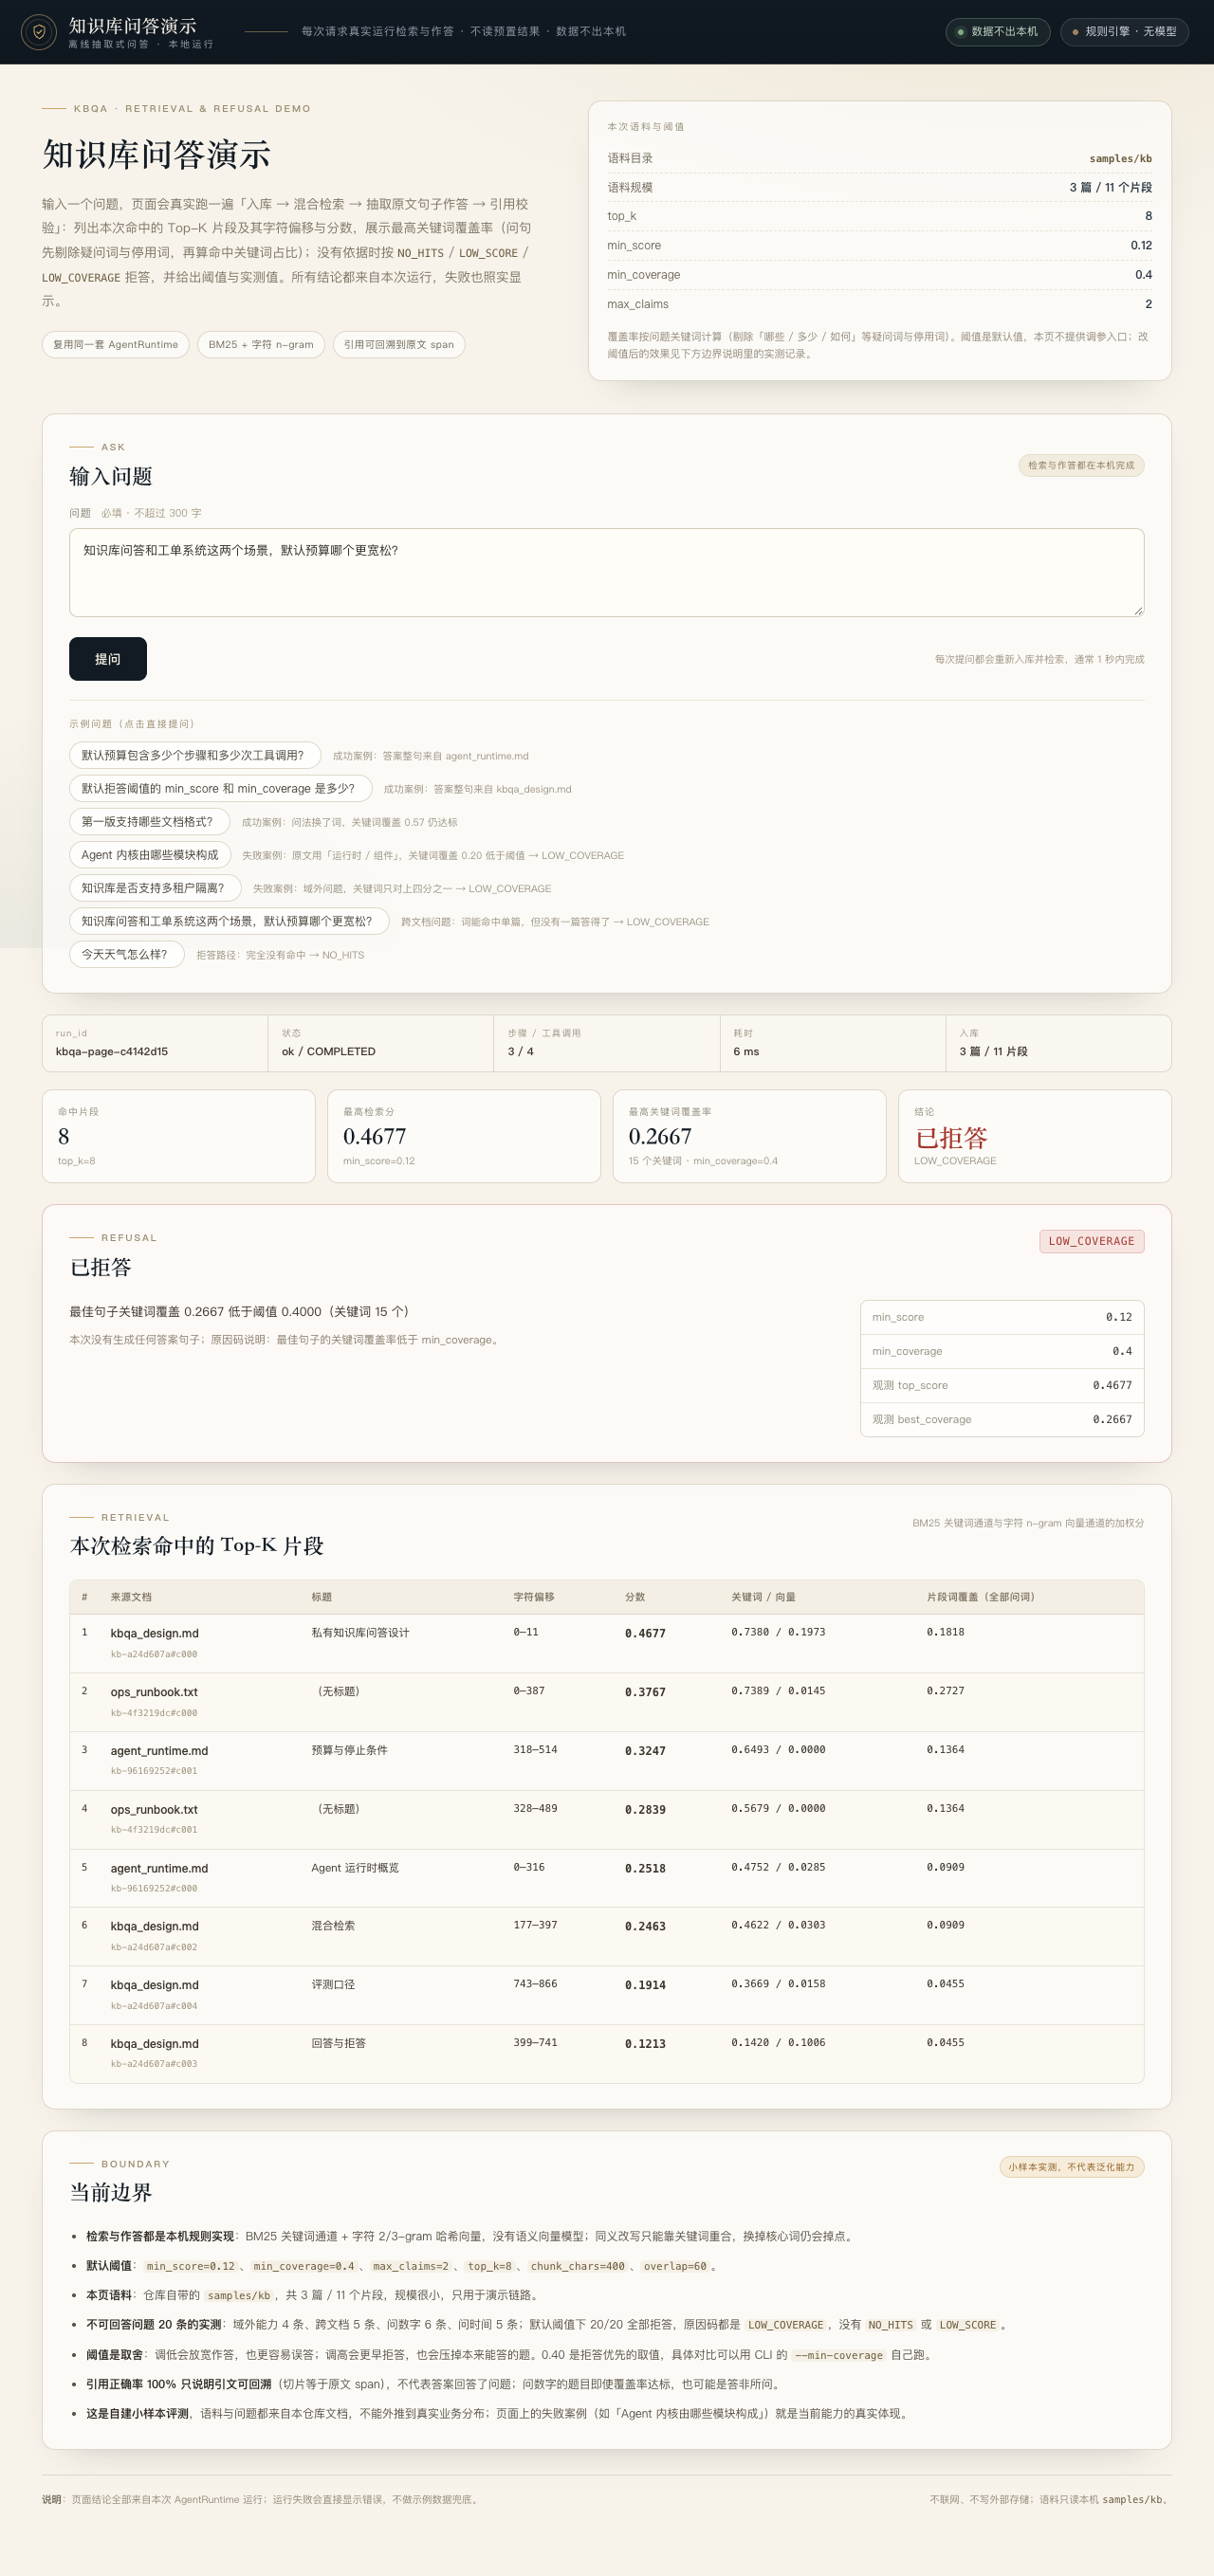 知识库问答演示
离线抽取式问答 · 本地运行
每次请求真实运行检索与作答 · 不读预置结果 · 数据不出本机
数据不出本机
规则引擎 · 无模型
KBQA · RETRIEVAL & REFUSAL DEMO
知识库问答演示
输入一个问题，页面会真实跑一遍「入库 → 混合检索 → 抽取原文句子作答 → 引用校
验」：列出本次命中的 Top-K 片段及其字符偏移与分数，展示最高关键词覆盖率（问句
先剔除疑问词与停用词，再算命中关键词占比）；没有依据时按 NO_HITS / LOW_SCORE /
LOW_COVERAGE 拒答，并给出阈值与实测值。所有结论都来自本次运行，失败也照实显
示。
复用同一套 AgentRuntime
BM25 + 字符 n-gram
引用可回溯到原文 span
本次语料与阈值
语料目录 samples/kb
语料规模 3 篇 / 11 个片段
top_k 8
min_score 0.12
min_coverage 0.4
max_claims 2
覆盖率按问题关键词计算（剔除「哪些 / 多少 / 如何」等疑问词与停用词）。阈值是默认值，本页不提供调参入口；改
阈值后的效果见下方边界说明里的实测记录。
ASK
输入问题
检索与作答都在本机完成
问题 必填 · 不超过 300 字
知识库问答和工单系统这两个场景，默认预算哪个更宽松？
提问
每次提问都会重新入库并检索，通常 1 秒内完成
示例问题（点击直接提问）
默认预算包含多少个步骤和多少次工具调用？ 成功案例：答案整句来自 agent_runtime.md
默认拒答阈值的 min_score 和 min_coverage 是多少？ 成功案例：答案整句来自 kbqa_design.md
第一版支持哪些文档格式？ 成功案例：问法换了词，关键词覆盖 0.57 仍达标
Agent 内核由哪些模块构成 失败案例：原文用「运行时 / 组件」，关键词覆盖 0.20 低于阈值 → LOW_COVERAGE
知识库是否支持多租户隔离？ 失败案例：域外问题，关键词只对上四分之一 → LOW_COVERAGE
知识库问答和工单系统这两个场景，默认预算哪个更宽松？ 跨文档问题：词能命中单篇，但没有一篇答得了 → LOW_COVERAGE
今天天气怎么样？ 拒答路径：完全没有命中 → NO_HITS
run_id
kbqa-page-c4142d15
状态
ok / COMPLETED
步骤 / 工具调用
3 / 4
耗时
6 ms
入库
3 篇 / 11 片段
命中片段
8
top_k=8
最高检索分
0.4677
min_score=0.12
最高关键词覆盖率
0.2667
15 个关键词 · min_coverage=0.4
结论
已拒答
LOW_COVERAGE
REFUSAL
已拒答
LOW_COVERAGE
最佳句子关键词覆盖 0.2667 低于阈值 0.4000（关键词 15 个）
本次没有生成任何答案句子；原因码说明：最佳句子的关键词覆盖率低于 min_coverage。
min_score 0.12
min_coverage 0.4
观测 top_score 0.4677
观测 best_coverage 0.2667
RETRIEVAL
本次检索命中的 Top-K 片段
BM25 关键词通道与字符 n-gram 向量通道的加权分
# 来源文档 标题 字符偏移 分数 关键词 / 向量 片段词覆盖（全部问词）
1 kbqa_design.md 私有知识库问答设计 0–11 0.4677 0.7380 / 0.1973 0.1818
kb-a24d607a#c000
2 ops_runbook.txt （无标题） 0–387 0.3767 0.7389 / 0.0145 0.2727
kb-4f3219dc#c000
3 agent_runtime.md 预算与停止条件 318–514 0.3247 0.6493 / 0.0000 0.1364
kb-96169252#c001
4 ops_runbook.txt （无标题） 328–489 0.2839 0.5679 / 0.0000 0.1364
kb-4f3219dc#c001
5 agent_runtime.md Agent 运行时概览 0–316 0.2518 0.4752 / 0.0285 0.0909
kb-96169252#c000
6 kbqa_design.md 混合检索 177–397 0.2463 0.4622 / 0.0303 0.0909
kb-a24d607a#c002
7 kbqa_design.md 评测口径 743–866 0.1914 0.3669 / 0.0158 0.0455
kb-a24d607a#c004
8 kbqa_design.md 回答与拒答 399–741 0.1213 0.1420 / 0.1006 0.0455
kb-a24d607a#c003
BOUNDARY
当前边界
小样本实测，不代表泛化能力
检索与作答都是本机规则实现：BM25 关键词通道 + 字符 2/3-gram 哈希向量，没有语义向量模型；同义改写只能靠关键词重合，换掉核心词仍会掉点。
默认阈值：min_score=0.12、min_coverage=0.4、max_claims=2、top_k=8、chunk_chars=400、overlap=60。
本页语料：仓库自带的 samples/kb，共 3 篇 / 11 个片段，规模很小，只用于演示链路。
不可回答问题 20 条的实测：域外能力 4 条、跨文档 5 条、问数字 6 条、问时间 5 条；默认阈值下 20/20 全部拒答，原因码都是 LOW_COVERAGE，没有 NO_HITS 或 LOW_SCORE。
阈值是取舍：调低会放宽作答，也更容易误答；调高会更早拒答，也会压掉本来能答的题。0.40 是拒答优先的取值，具体对比可以用 CLI 的 --min-coverage 自己跑。
引用正确率 100% 只说明引文可回溯（切片等于原文 span），不代表答案回答了问题；问数字的题目即使覆盖率达标，也可能是答非所问。
这是自建小样本评测，语料与问题都来自本仓库文档，不能外推到真实业务分布；页面上的失败案例（如「Agent 内核由哪些模块构成」）就是当前能力的真实体现。
说明：页面结论全部来自本次 AgentRuntime 运行；运行失败会直接显示错误，不做示例数据兜底。
不联网、不写外部存储；语料只读本机 samples/kb。